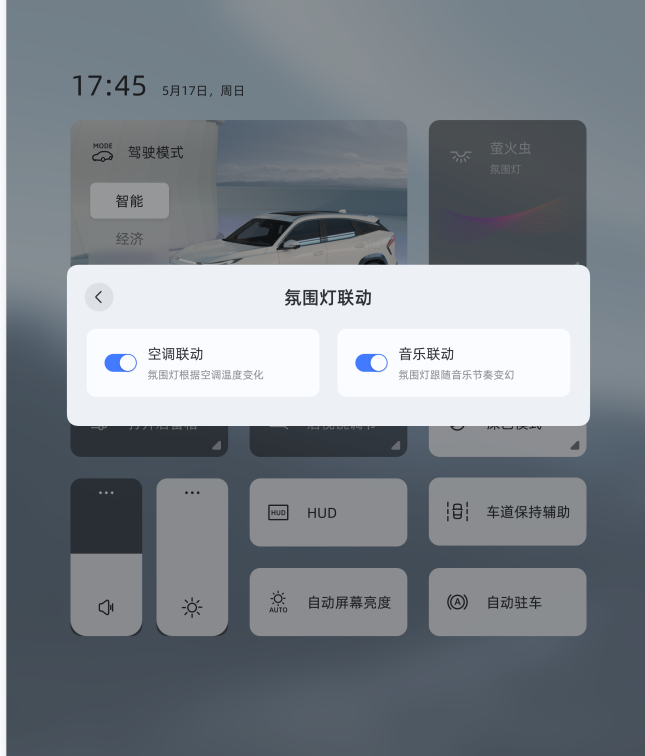 17:45 5月17日，周日
MODE 驾驶模式
智能
经济
萤火虫
氛围灯
氛围灯联动
空调联动
氛围灯根据空调温度变化
音乐联动
氛围灯跟随音乐节奏变幻
HUD HUD
车道保持辅助
AUTO 自动屏幕亮度
A 自动驻车